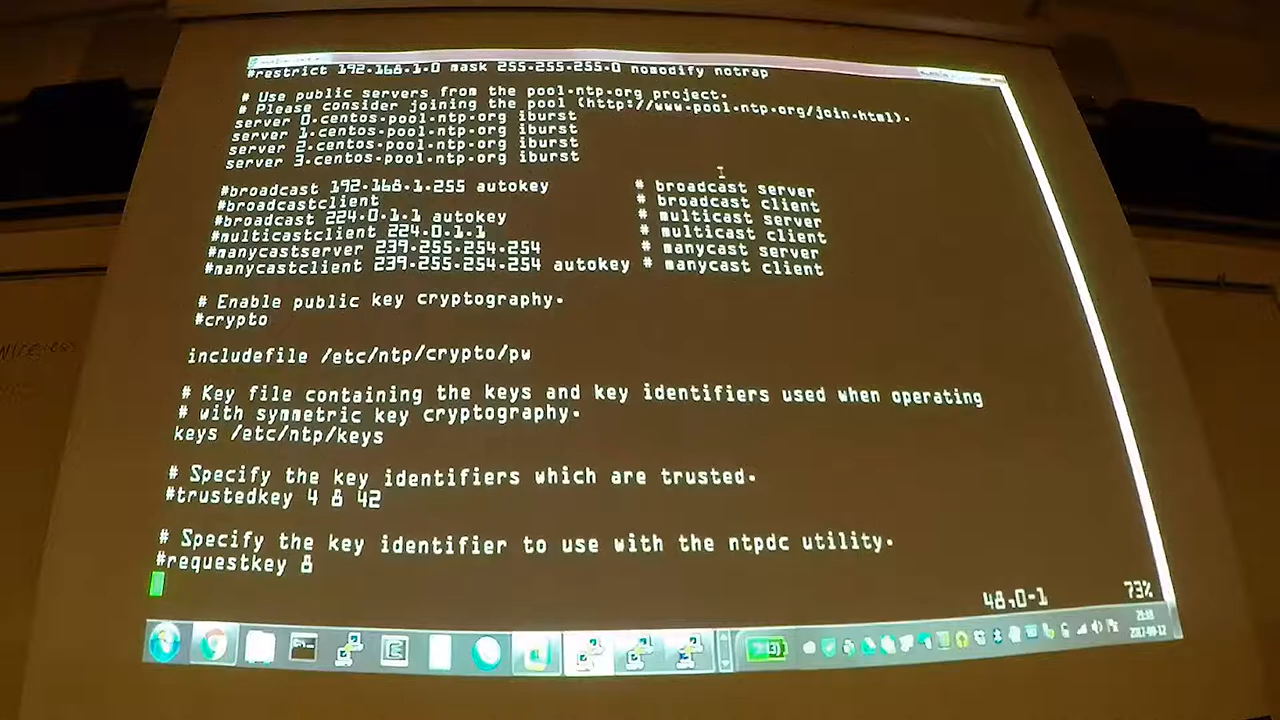 #restrict 192.168.1.0 mask 255.255.255.0 nomodify notrap
# Use public servers from the pool.ntp.org project.
# Please consider joining the pool (http://www.pool.ntp.org/join.html).
server 0.centos.pool.ntp.org iburst
server 1.centos.pool.ntp.org iburst
server 2.centos.pool.ntp.org iburst
server 3.centos.pool.ntp.org iburst
#broadcast 192.168.1.255 autokey # broadcast server
#broadcastclient # broadcast client
#broadcast 224.0.1.1 autokey # multicast server
#multicastclient 224.0.1.1 # multicast client
#manycastserver 239.255.254.254 # manycast server
#manycastclient 239.255.254.254 autokey # manycast client
# Enable public key cryptography.
#crypto
includefile /etc/ntp/crypto/pw
# Key file containing the keys and key identifiers used when operating
# with symmetric key cryptography.
keys /etc/ntp/keys
# Specify the key identifiers which are trusted.
#trustedkey 4 8 42
# Specify the key identifier to use with the ntpdc utility.
#requestkey 8
48,0-1 73%